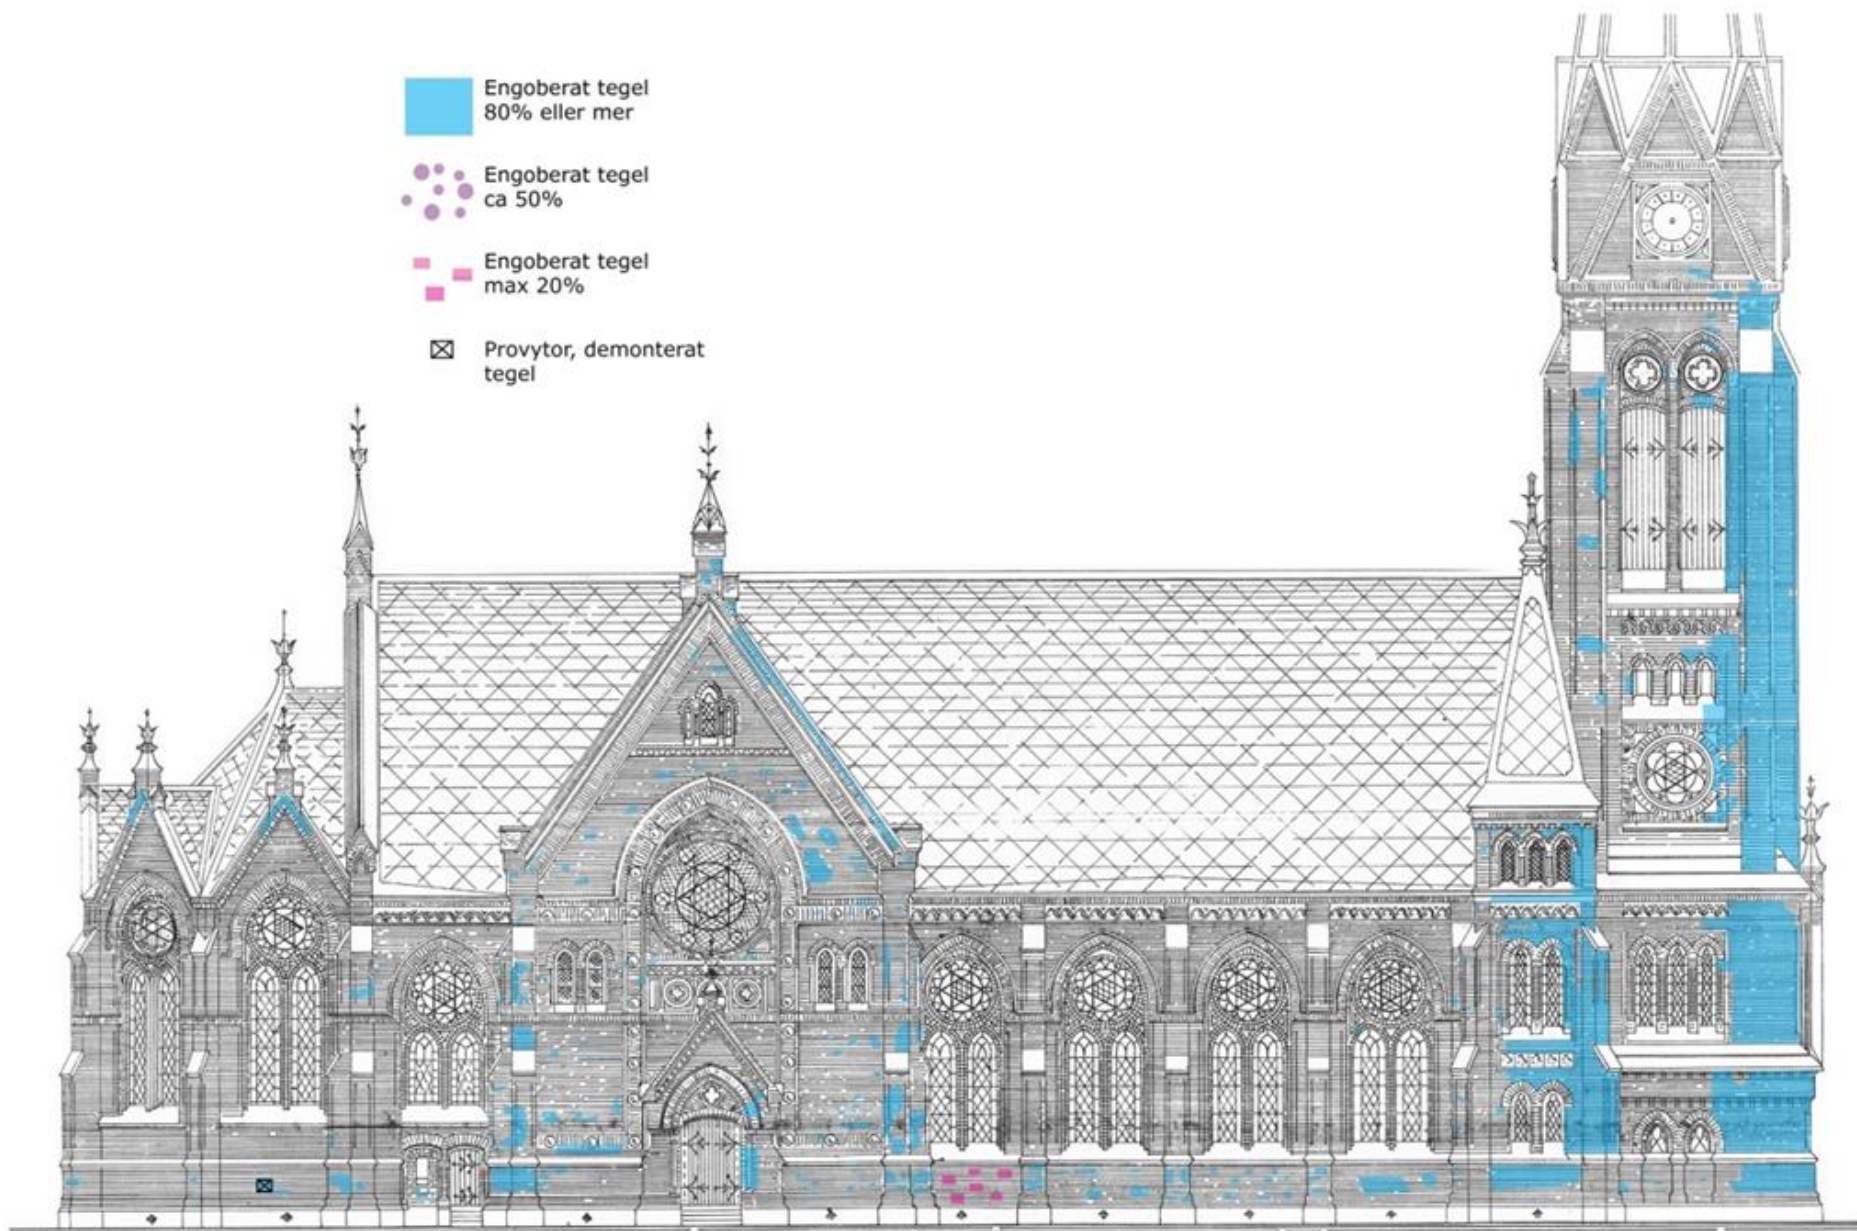 Engoberat tegel
80% eller mer
Engoberat tegel
ca 50%
Engoberat tegel
max 20%
Provytor, demonterat
tegel